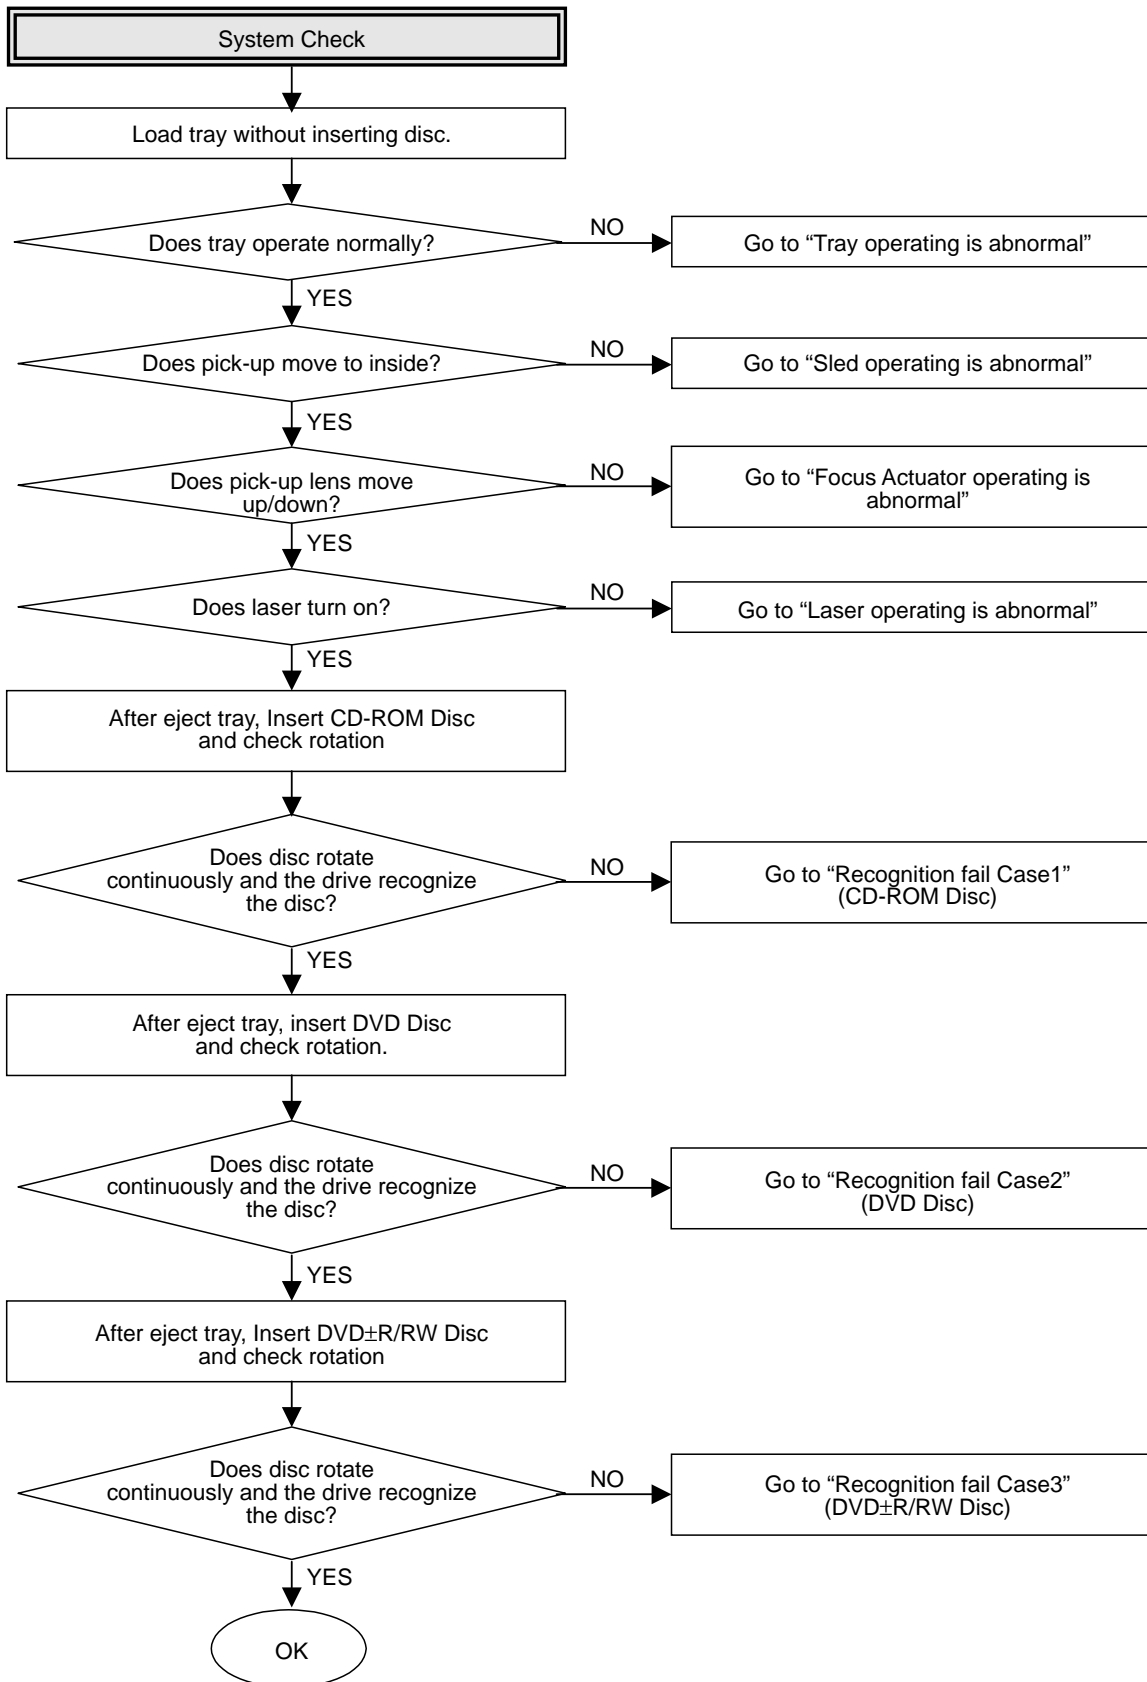 System Check
Load tray without inserting disc.
Does tray operate normally?
NO
Go to “Tray operating is abnormal”
YES
Does pick-up move to inside?
NO
Go to “Sled operating is abnormal”
YES
Does pick-up lens move
up/down?
NO
Go to “Focus Actuator operating is
abnormal”
YES
Does laser turn on?
NO
Go to “Laser operating is abnormal”
YES
After eject tray, Insert CD-ROM Disc
and check rotation
Does disc rotate
continuously and the drive recognize
the disc?
NO
Go to “Recognition fail Case1”
(CD-ROM Disc)
YES
After eject tray, insert DVD Disc
and check rotation.
Does disc rotate
continuously and the drive recognize
the disc?
NO
Go to “Recognition fail Case2”
(DVD Disc)
YES
After eject tray, Insert DVD±R/RW Disc
and check rotation
Does disc rotate
continuously and the drive recognize
the disc?
NO
Go to “Recognition fail Case3”
(DVD±R/RW Disc)
YES
OK